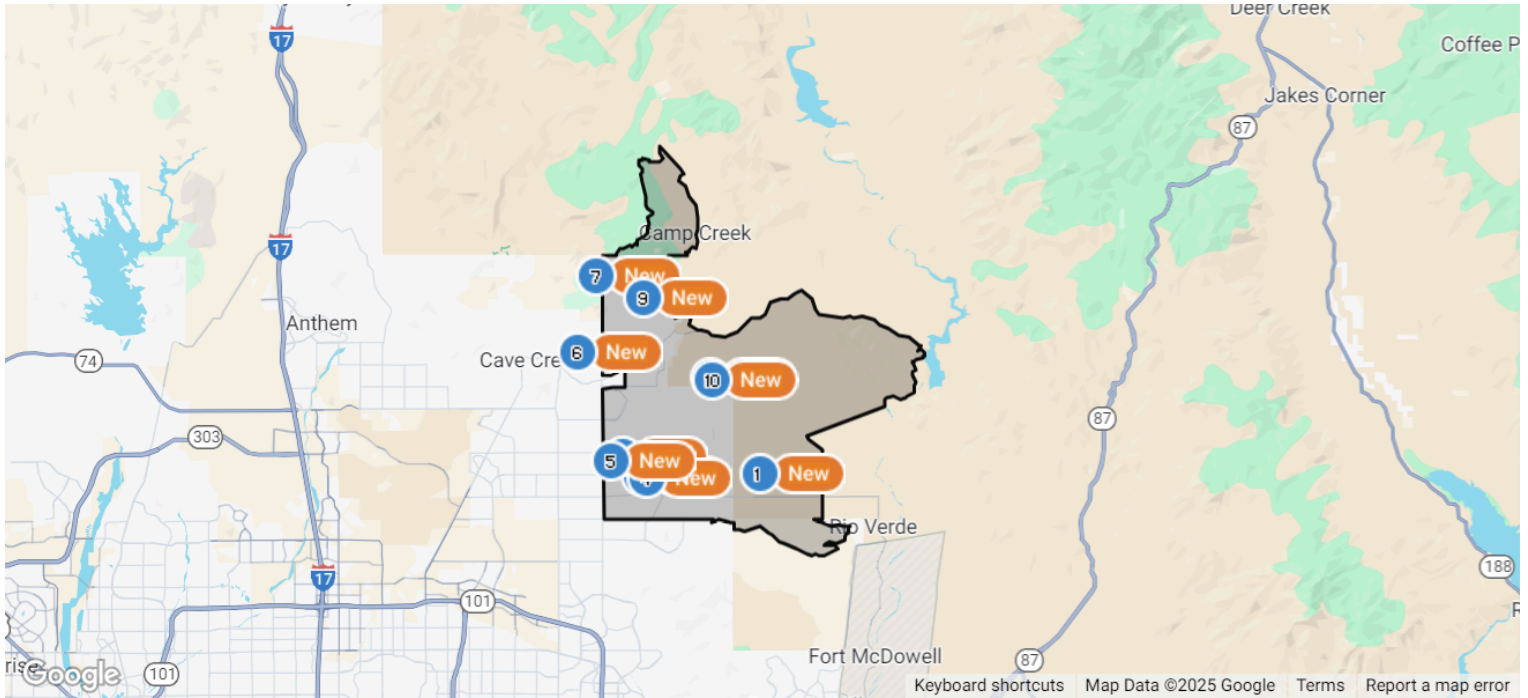 Deer Creek
17
Coffee P
Jakes Corner
87
Camp Creek
17
7 New
9 New
Anthem
6 New
Cave Cre
74
10 New
87
303
5 New
New
1 New
Rio Verde
188
17
101
R
Fort McDowell
87
rise
Google
101
Keyboard shortcuts
Map Data ©2025 Google
Terms
Report a map error